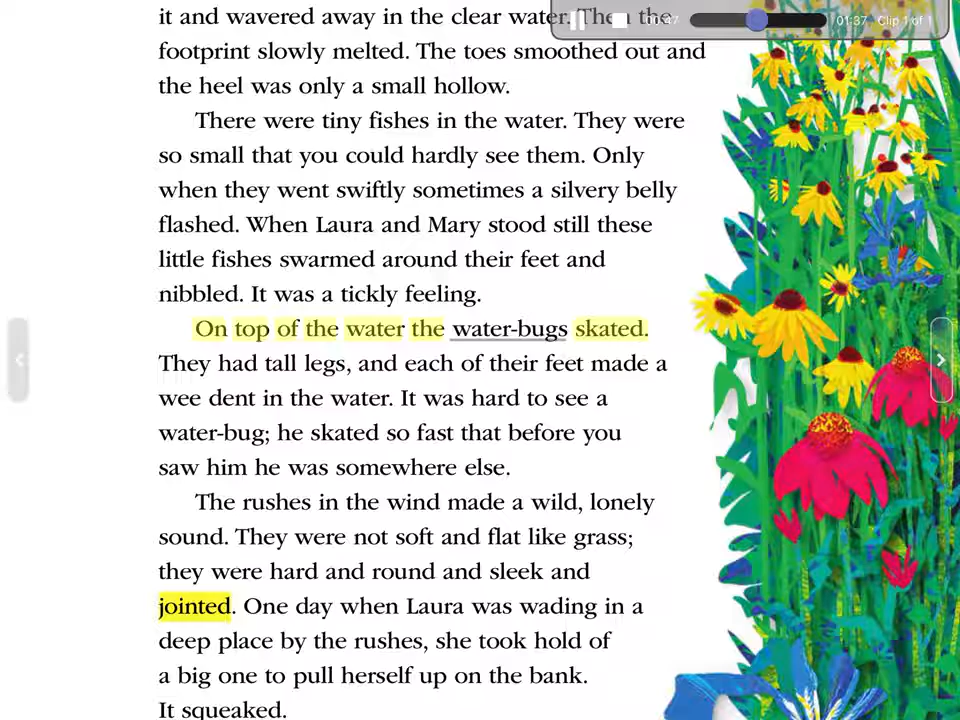 it and wavered away in the clear water. Then the
01:37 Clip 1 of 1
footprint slowly melted. The toes smoothed out and
the heel was only a small hollow.
There were tiny fishes in the water. They were
so small that you could hardly see them. Only
when they went swiftly sometimes a silvery belly
flashed. When Laura and Mary stood still these
little fishes swarmed around their feet and
nibbled. It was a tickly feeling.
On top of the water the water-bugs skated.
They had tall legs, and each of their feet made a
wee dent in the water. It was hard to see a
water-bug; he skated so fast that before you
saw him he was somewhere else.
The rushes in the wind made a wild, lonely
sound. They were not soft and flat like grass;
they were hard and round and sleek and
jointed. One day when Laura was wading in a
deep place by the rushes, she took hold of
a big one to pull herself up on the bank.
It squeaked.